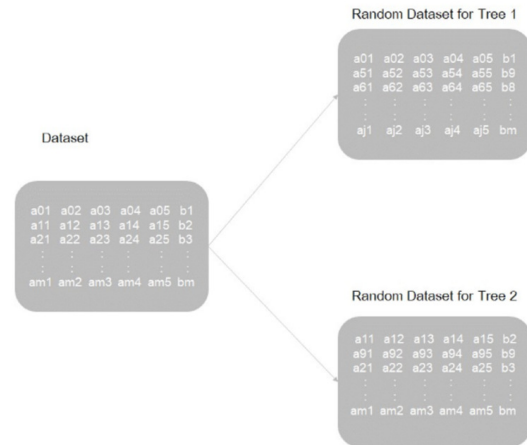 Random Dataset for Tree 1
a01 a02 a03 a04 a05 b1
a51 a52 a53 a54 a55 b9
a61 a62 a63 a64 a65 b8
: : : : : :
: : : : : :
aj1 aj2 aj3 aj4 aj5 bm
Dataset
a01 a02 a03 a04 a05 b1
a11 a12 a13 a14 a15 b2
a21 a22 a23 a24 a25 b3
: : : : : :
: : : : : :
am1 am2 am3 am4 am5 bm
Random Dataset for Tree 2
a11 a12 a13 a14 a15 b2
a91 a92 a93 a94 a95 b9
a21 a22 a23 a24 a25 b3
: : : : : :
: : : : : :
am1 am2 am3 am4 am5 bm